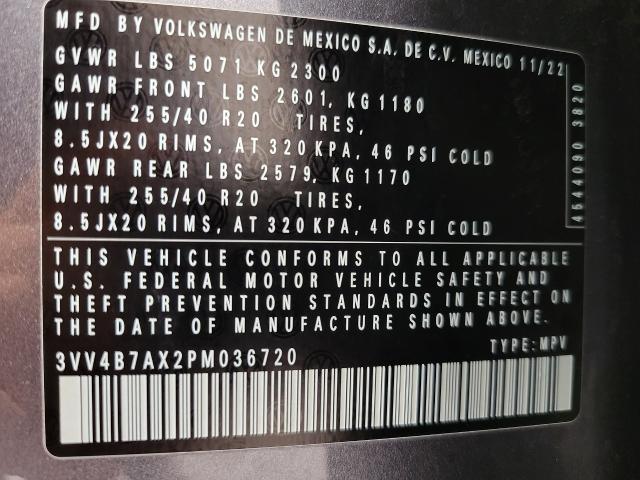 MFD BY VOLKSWAGEN DE MEXICO S.A. DE C.V. MEXICO 11/22
GVWR LBS 5071 KG 2300
GAWR FRONT LBS 2601, KG 1180
WITH 255/40 R20 TIRES,
8.5JX20 RIMS, AT 320 KPA, 46 PSI COLD
GAWR REAR LBS 2579, KG 1170
WITH 255/40 R20 TIRES,
8.5JX20 RIMS, AT 320 KPA, 46 PSI COLD
4544090 3820
THIS VEHICLE CONFORMS TO ALL APPLICABLE
U.S. FEDERAL MOTOR VEHICLE SAFETY AND
THEFT PREVENTION STANDARDS IN EFFECT ON
THE DATE OF MANUFACTURE SHOWN ABOVE.
3VV4B7AX2PM036720 TYPE:MPV